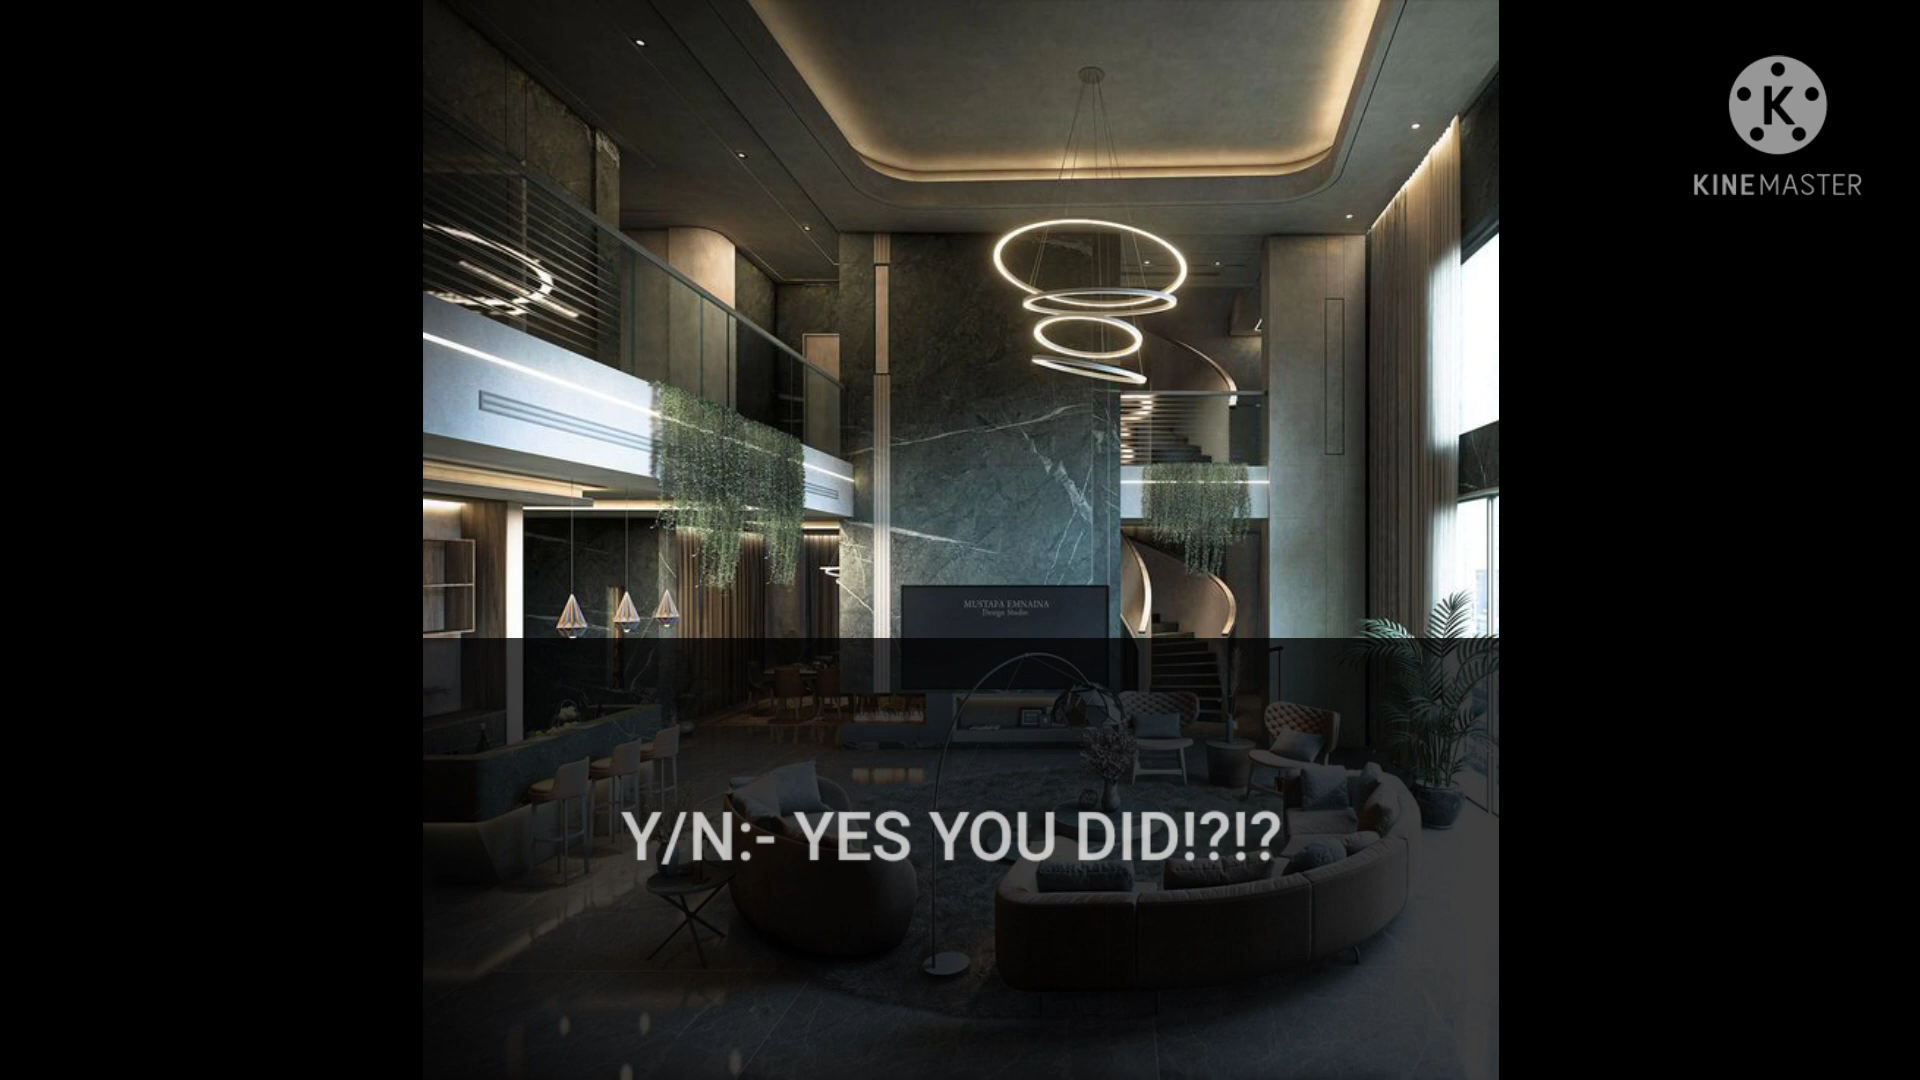 K
KINEMASTER
MUSTAFA EMNAINA
Design Studio
Y/N:- YES YOU DID!?!?